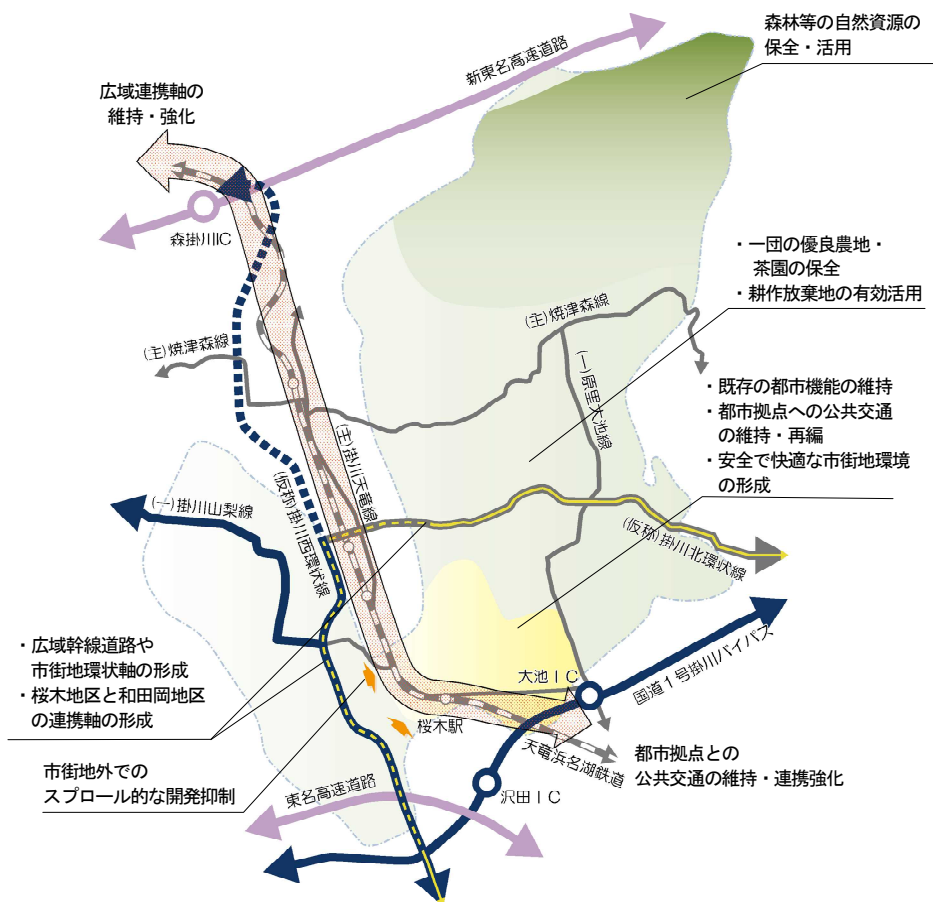 森林等の自然資源の
保全・活用
新東名高速道路
広域連携軸の
維持・強化
森掛川IC
・一団の優良農地・
茶園の保全
・耕作放棄地の有効活用
(主)焼津森線
(主)焼津森線
(一)原里大池線
・既存の都市機能の維持
・都市拠点への公共交通
の維持・再編
・安全で快適な市街地環境
の形成
(主)掛川天竜線
(仮称)掛川西環状線
(一)掛川山梨線
(仮称)掛川北環状線
・広域幹線道路や
市街地環状軸の形成
・桜木地区と和田岡地区
の連携軸の形成
大池IC
国道1号掛川バイパス
桜木駅
天竜浜名湖鉄道
都市拠点との
公共交通の維持・連携強化
市街地外での
スプロール的な開発抑制
東名高速道路
沢田IC